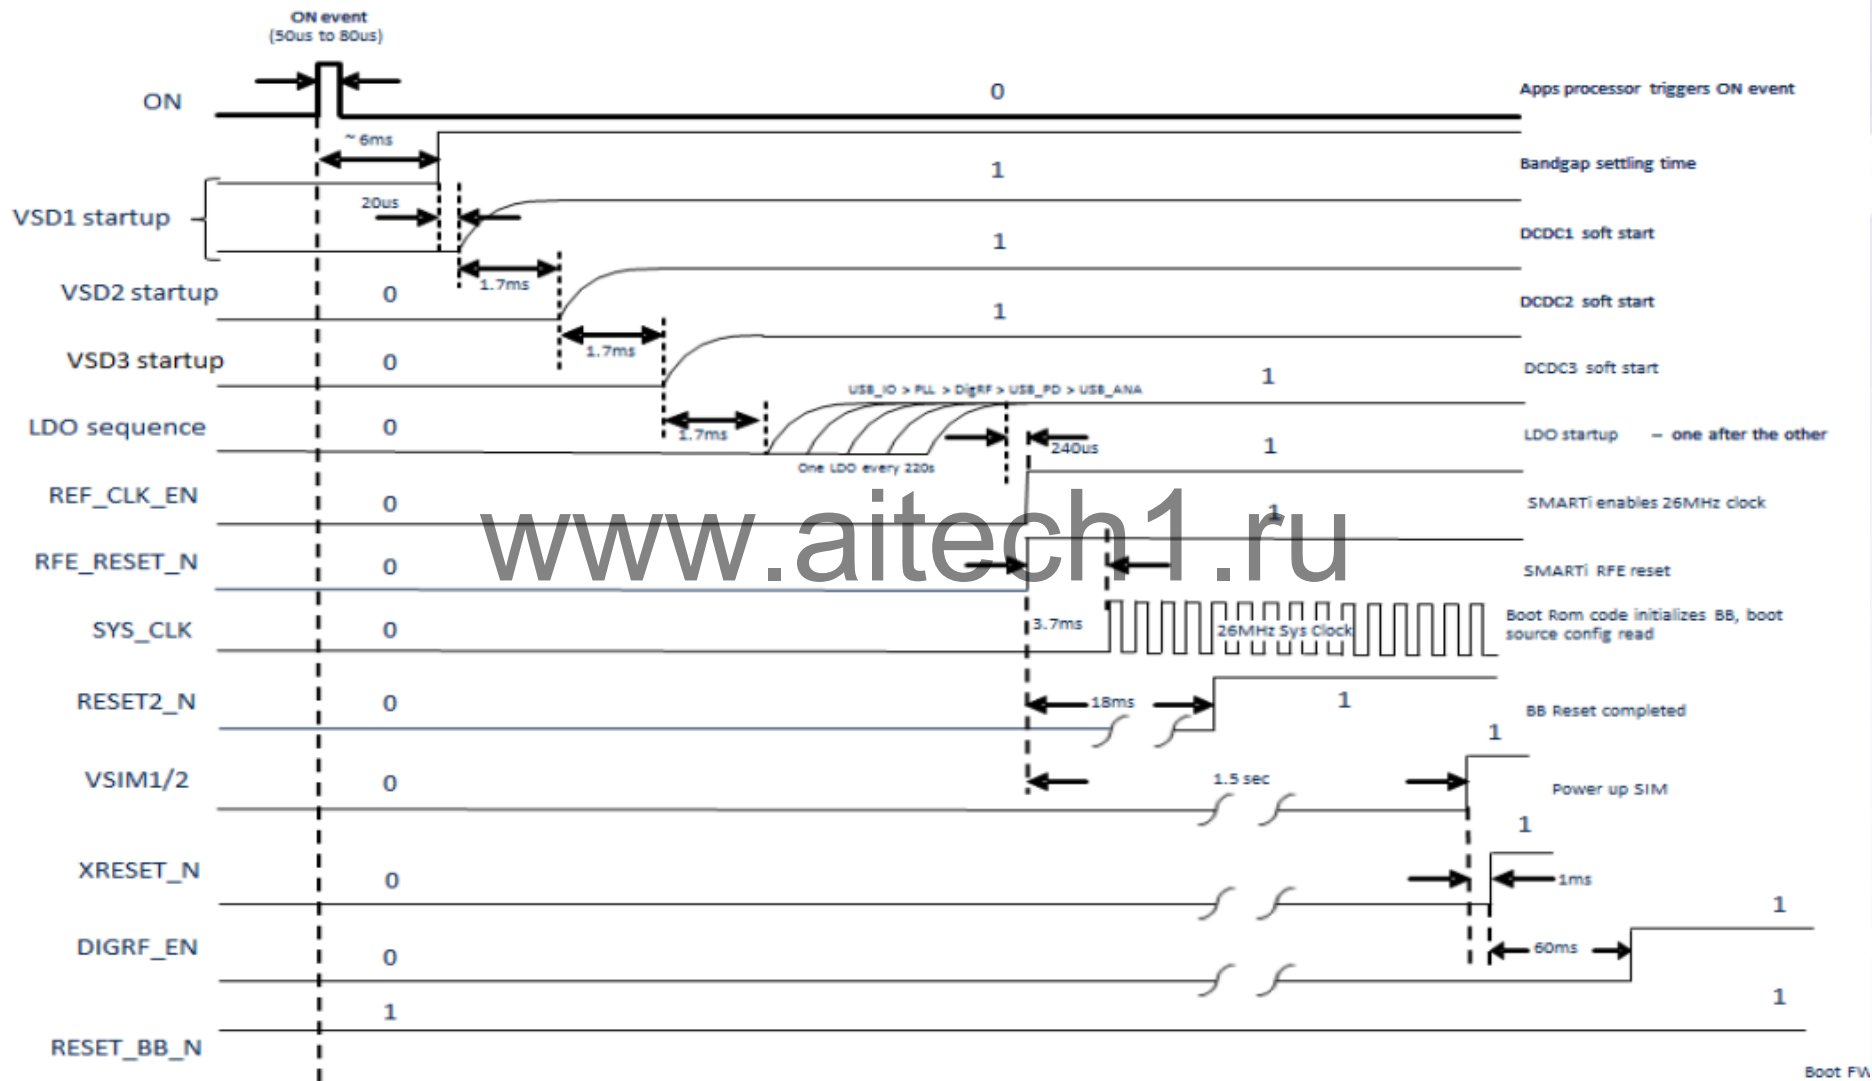 ON event
(50us to 80us)
ON
0
Apps processor triggers ON event
~ 6ms
1
Bandgap settling time
VSD1 startup
20us
1
DCDC1 soft start
1.7ms
VSD2 startup
0
1
DCDC2 soft start
1.7ms
VSD3 startup
0
1
DCDC3 soft start
USB_IO > PLL > DigRF > USB_PD > USB_ANA
LDO sequence
0
1.7ms
240us
1
LDO startup – one after the other
One LDO every 220s
REF_CLK_EN
0
1
SMARTi enables 26MHz clock
www.aitech1.ru
RFE_RESET_N
0
SMARTi RFE reset
SYS_CLK
0
3.7ms
26MHz Sys Clock
Boot Rom code initializes BB, boot
source config read
RESET2_N
0
18ms
1
BB Reset completed
1
VSIM1/2
0
1.5 sec
Power up SIM
1
XRESET_N
0
1ms
1
DIGRF_EN
0
60ms
1
1
RESET_BB_N
Boot FW